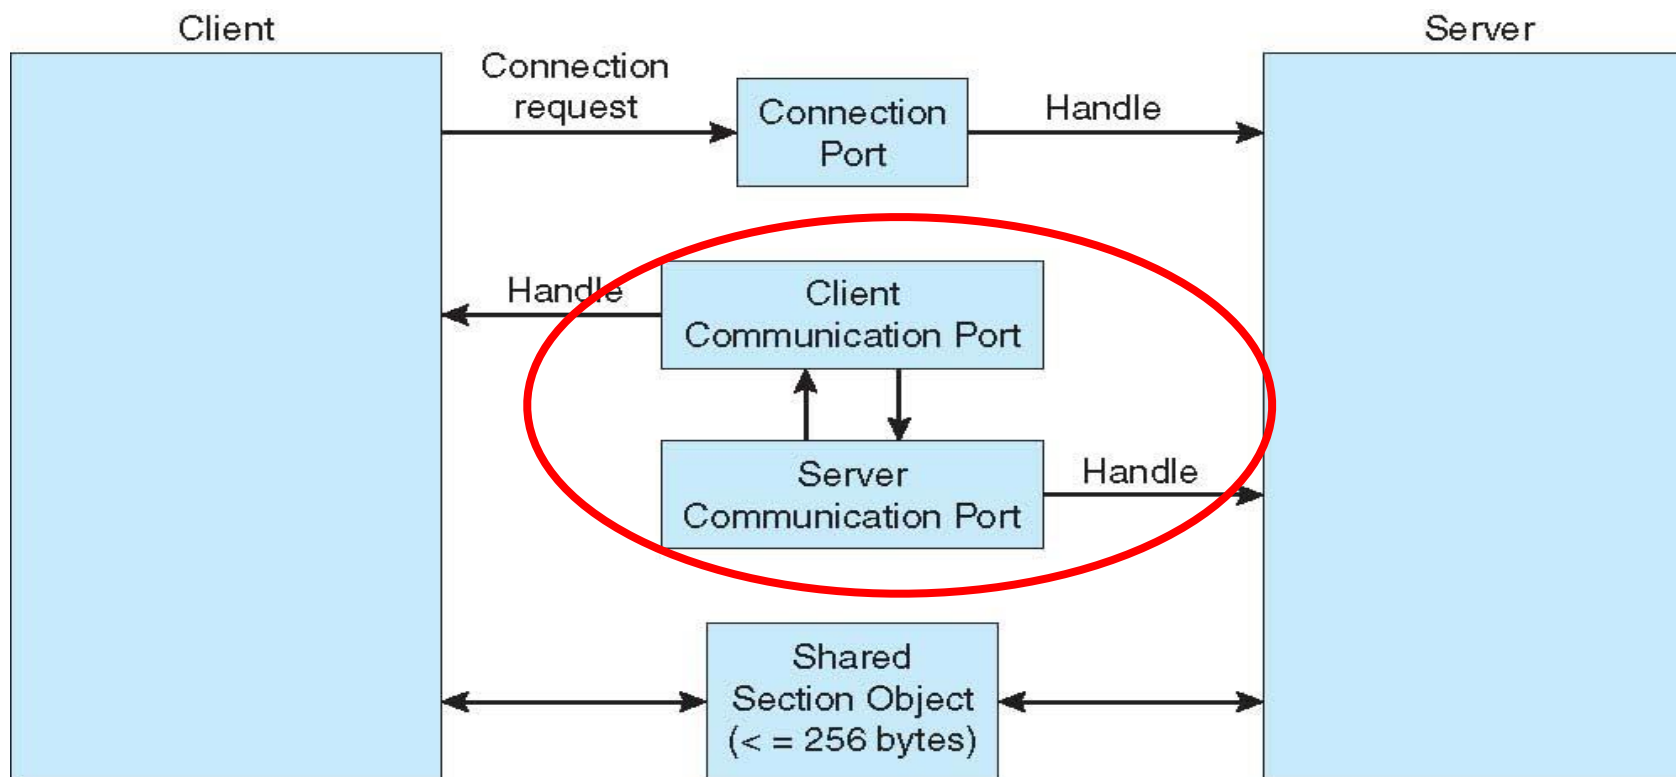 Client
Server
Connection
request
Connection
Port
Handle
Handle
Client
Communication Port
Server
Communication Port
Handle
Shared
Section Object
(< = 256 bytes)